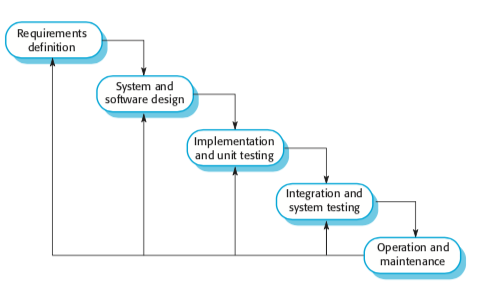 Requirements
definition
System and
software design
Implementation
and unit testing
Integration and
system testing
Operation and
maintenance